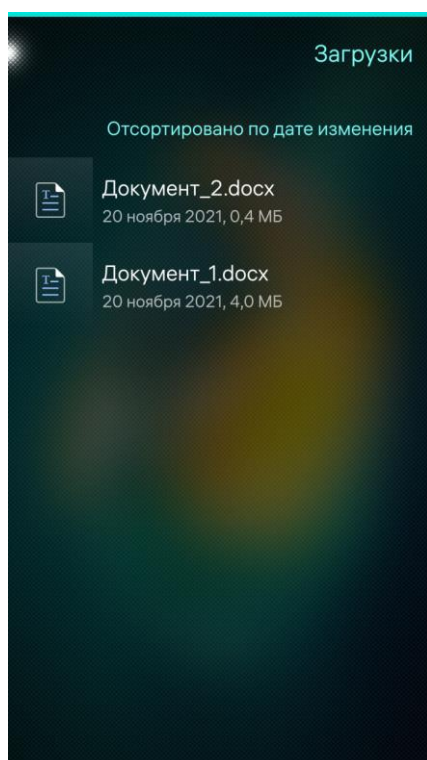 Загрузки
Отсортировано по дате изменения
Документ_2.docx
20 ноября 2021, 0,4 МБ
Документ_1.docx
20 ноября 2021, 4,0 МБ